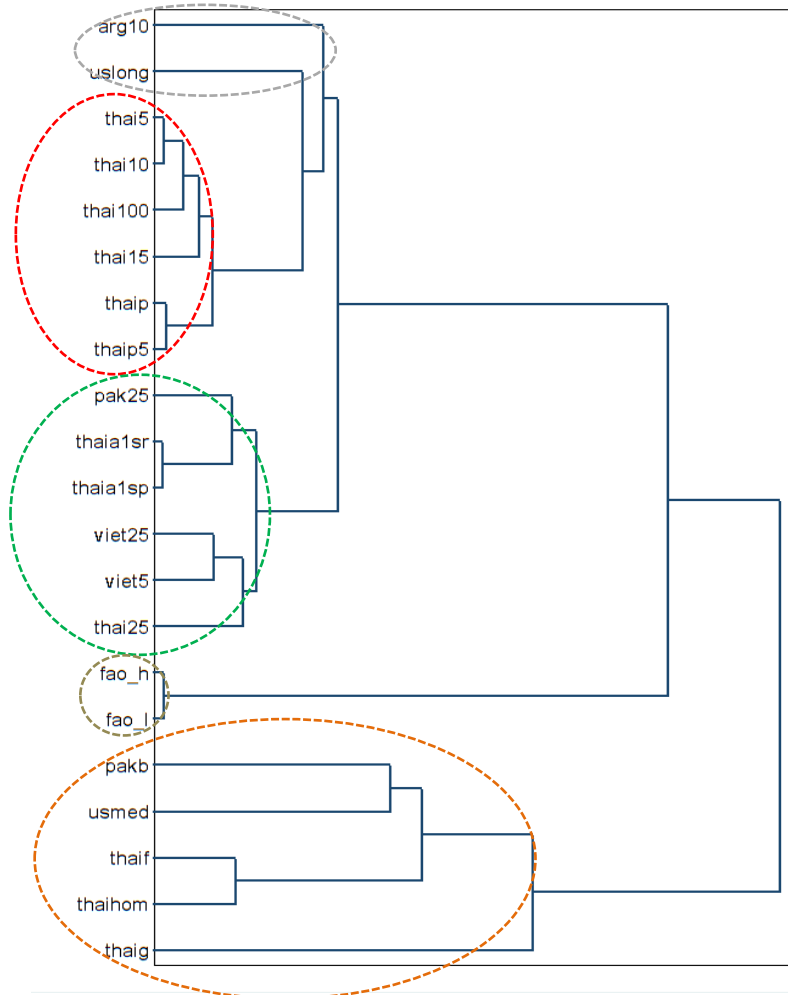 arg10
uslong
thai5
thai10
thai100
thai15
thaip
thaip5
pak25
thaia1sr
thaia1sp
viet25
viet5
thai25
fao_h
fao_l
pakb
usmed
thaif
thaihom
thaig